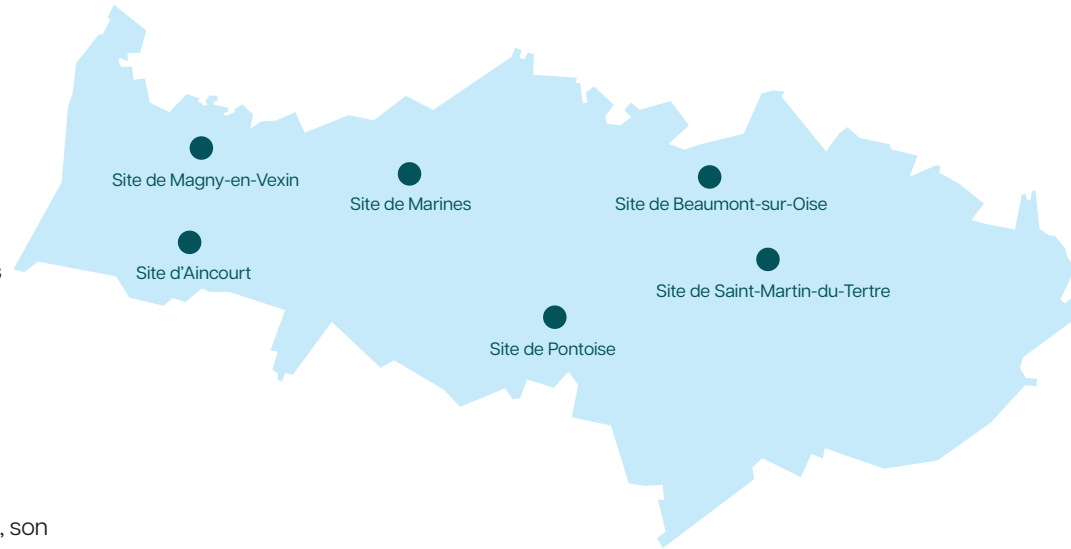 Site de Magny-en-Vexin
Site de Marines
Site de Beaumont-sur-Oise
Site d’Aincourt
Site de Saint-Martin-du-Tertre
Site de Pontoise
, son